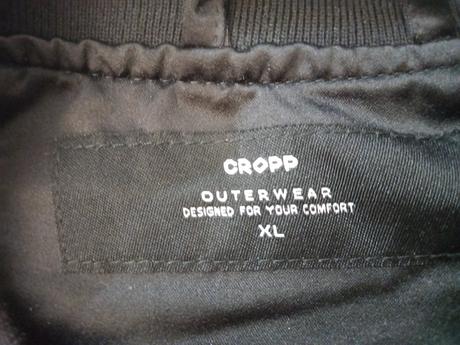 CROPP
OUTERWEAR
DESIGNED FOR YOUR COMFORT
XL